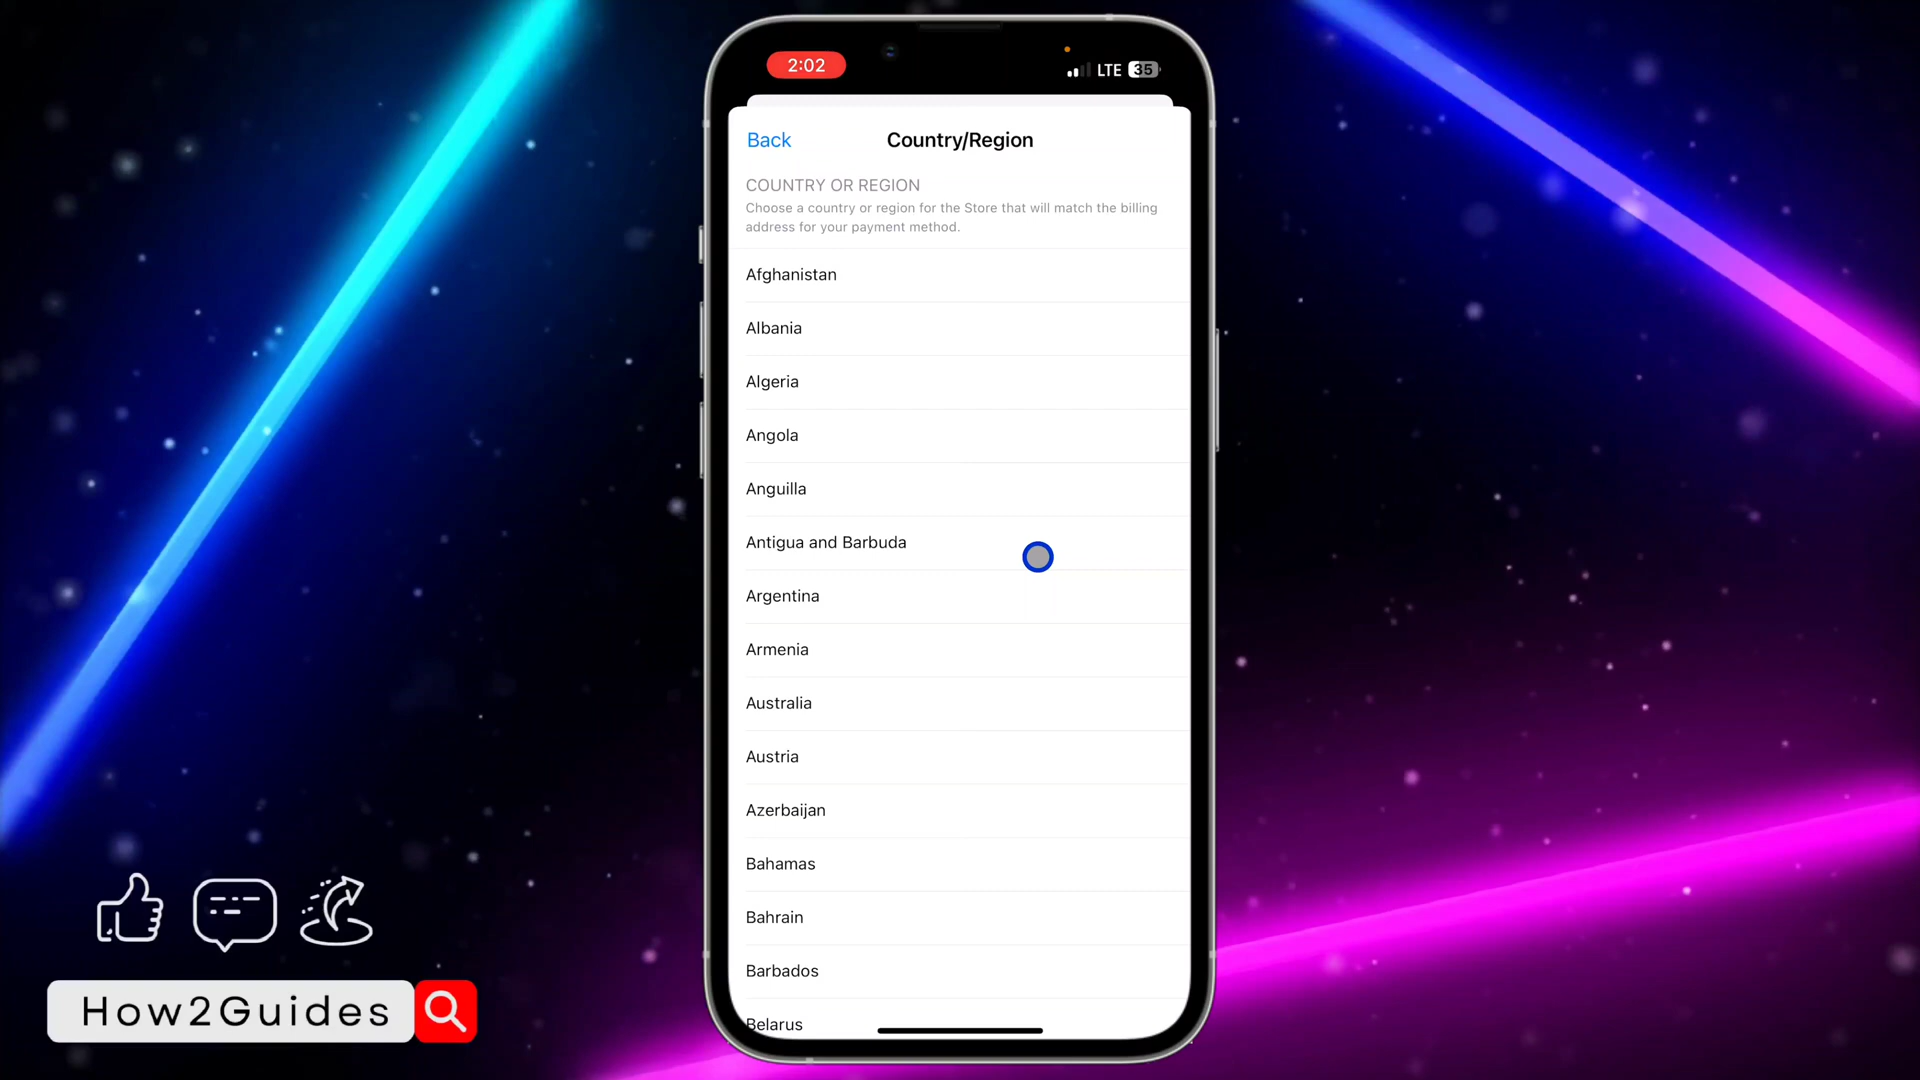 2:02
LTE 35
Back
Country/Region
COUNTRY OR REGION
Choose a country or region for the Store that will match the billing
address for your payment method.
Afghanistan
Albania
Algeria
Angola
Anguilla
Antigua and Barbuda
Argentina
Armenia
Australia
Austria
Azerbaijan
Bahamas
Bahrain
Barbados
Belarus
How2Guides